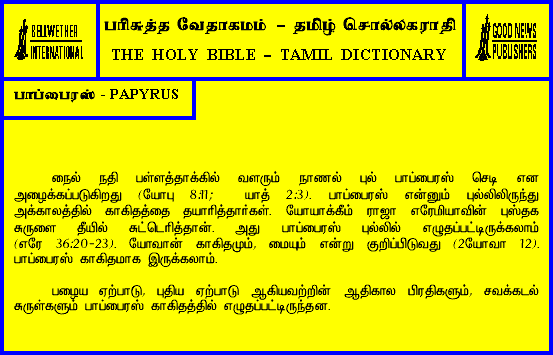 BELLWETHER
INTERNATIONAL
பரிசுத்த வேதாகமம் – தமிழ் சொல்லகராதி
THE HOLY BIBLE – TAMIL DICTIONARY
GOOD NEWS
PUBLISHERS
பாப்பைரஸ் - PAPYRUS
நைல் நதி பள்ளத்தாக்கில் வளரும் நாணல் புல் பாப்பைரஸ் செடி என
அழைக்கப்படுகிறது (யோபு 8:11; யாத் 2:3). பாப்பைரஸ் என்னும் புல்லிலிருந்து
அக்காலத்தில் காகிதத்தை தயாரித்தார்கள். யோயாக்கீம் ராஜா எரேமியாவின் புஸ்தக
சுருளை தீயில் சுட்டெரித்தான். அது பாப்பைரஸ் புல்லில் எழுதப்பட்டிருக்கலாம்
(எரே 36:20-23). யோவான் காகிதமும், மையும் என்று குறிப்பிடுவது (2யோவா 12).
பாப்பைரஸ் காகிதமாக இருக்கலாம்.
பழைய ஏற்பாடு, புதிய ஏற்பாடு ஆகியவற்றின் ஆதிகால பிரதிகளும், சவக்கடல்
சுருள்களும் பாப்பைரஸ் காகிதத்தில் எழுதப்பட்டிருந்தன.